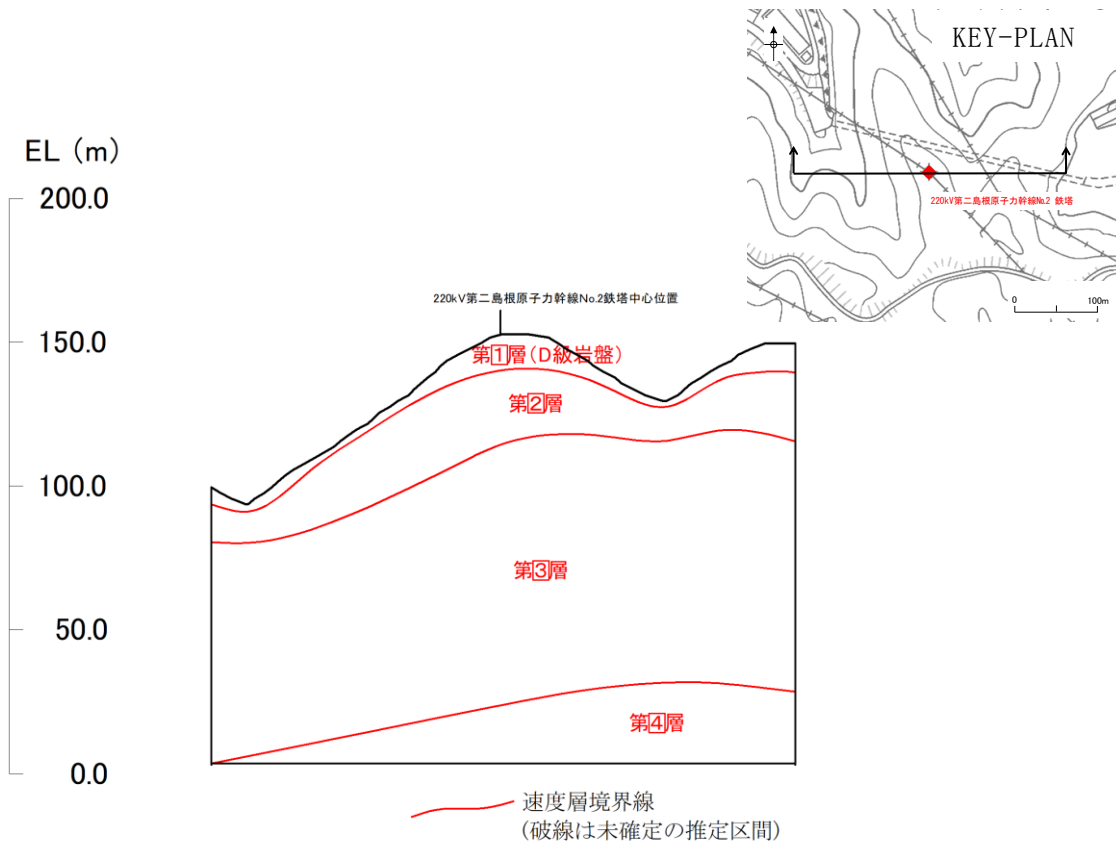 KEY-PLAN
220kV第二島根原子力幹線No.2 鉄塔
0 100m
EL (m)
200.0
150.0
100.0
50.0
0.0
220kV第二島根原子力幹線No.2鉄塔中心位置
第1層(D級岩盤)
第2層
第3層
第4層
速度層境界線
(破線は未確定の推定区間)